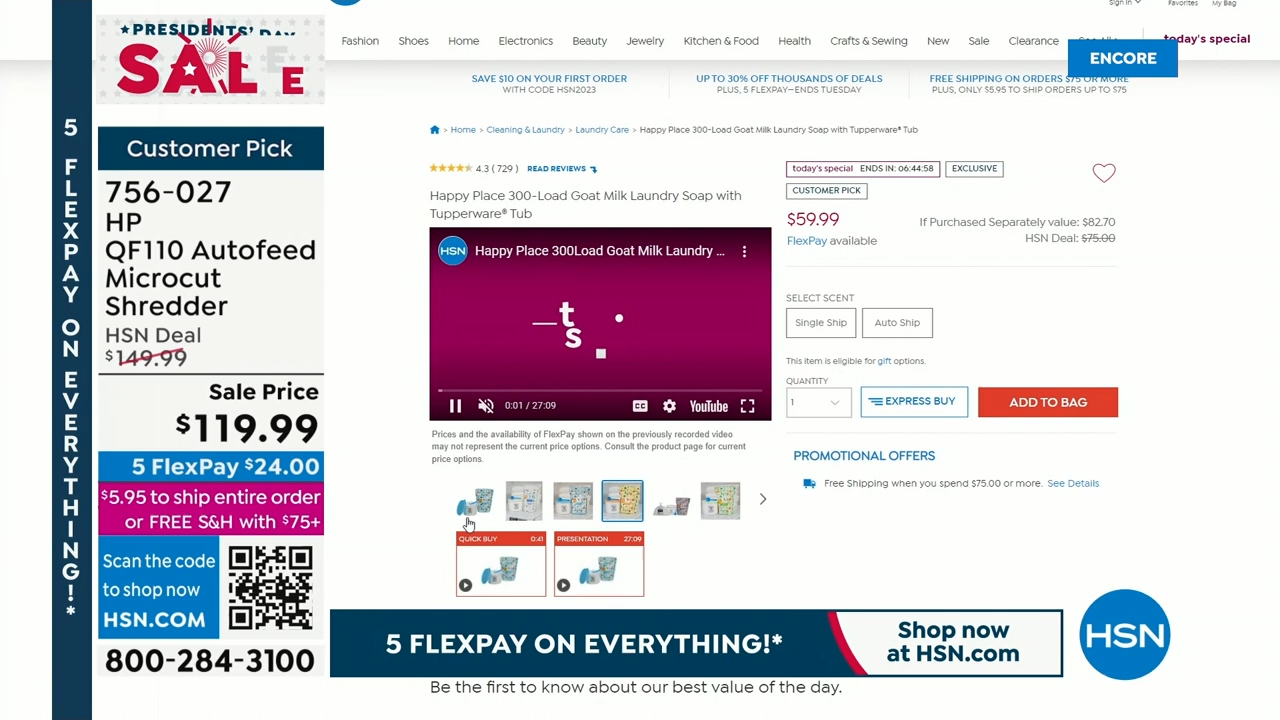 ★PRESIDENTS' DAY
SALE
5 FLEXPAY ON EVERYTHING!*
Customer Pick
756-027
HP
QF110 Autofeed
Microcut
Shredder
HSN Deal
$149.99
Sale Price
$119.99
5 FlexPay $24.00
$5.95 to ship entire order
or FREE S&H with $75+
Scan the code
to shop now
HSN.COM
800-284-3100
Sign In
Favorites
My Bag
Fashion
Shoes
Home
Electronics
Beauty
Jewelry
Kitchen & Food
Health
Crafts & Sewing
New
Sale
Clearance
today's special
ENCORE
SAVE $10 ON YOUR FIRST ORDER
WITH CODE HSN2023
UP TO 30% OFF THOUSANDS OF DEALS
PLUS, 5 FLEXPAY—ENDS TUESDAY
FREE SHIPPING ON ORDERS $75 OR MORE
PLUS, ONLY $5.95 TO SHIP ORDERS UP TO $75
> Home > Cleaning & Laundry > Laundry Care > Happy Place 300-Load Goat Milk Laundry Soap with Tupperware® Tub
4.3 ( 729 ) READ REVIEWS
Happy Place 300-Load Goat Milk Laundry Soap with
Tupperware® Tub
HSN
Happy Place 300Load Goat Milk Laundry ...
ts
0:01 / 27:09
CC
YouTube
Prices and the availability of FlexPay shown on the previously recorded video
may not represent the current price options. Consult the product page for current
price options.
QUICK BUY 0:41
PRESENTATION 27:09
today's special ENDS IN: 06:44:58
EXCLUSIVE
CUSTOMER PICK
$59.99
If Purchased Separately value: $82.70
FlexPay available
HSN Deal: $75.00
SELECT SCENT
Single Ship
Auto Ship
This item is eligible for gift options.
QUANTITY
1
EXPRESS BUY
ADD TO BAG
PROMOTIONAL OFFERS
Free Shipping when you spend $75.00 or more. See Details
5 FLEXPAY ON EVERYTHING!*
Shop now
at HSN.com
HSN
Be the first to know about our best value of the day.